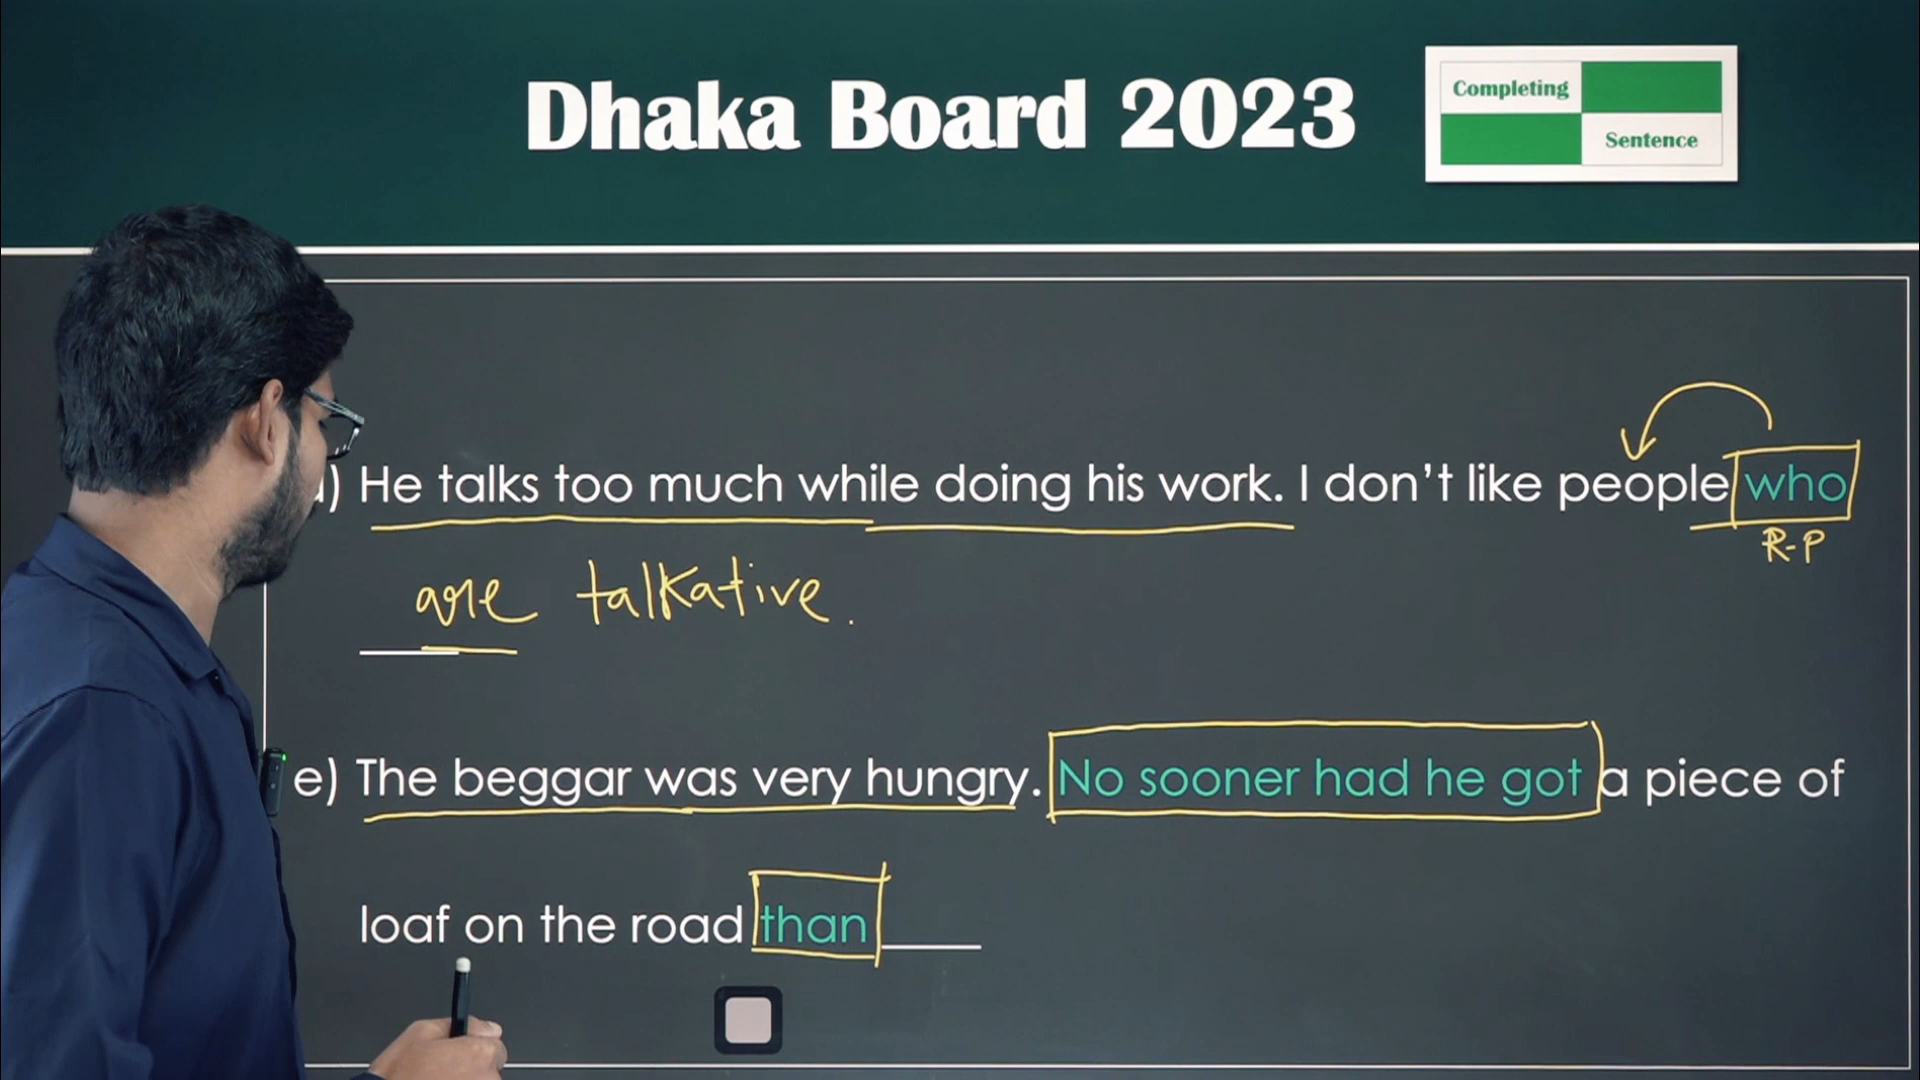 Dhaka Board 2023
Completing
Sentence
) He talks too much while doing his work. I don't like people who
R-P
are talkative.
e) The beggar was very hungry. No sooner had he got a piece of
loaf on the road than